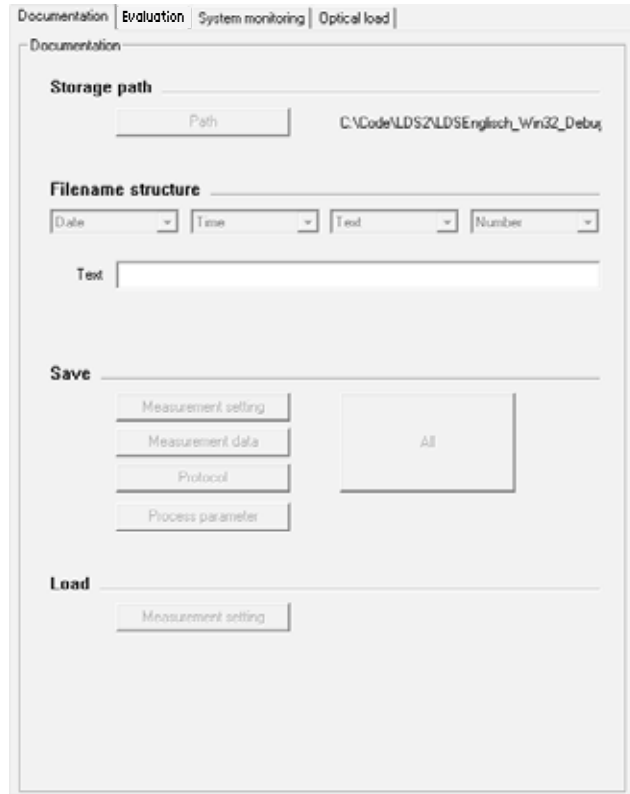 Documentation Evaluation System monitoring Optical load
Documentation
Storage path
Path C:\Code\LDS2\LDSEnglisch_Win32_Debug
Filename structure
Date Time Text Number
Text
Save
Measurement setting
Measurement data All
Protocol
Process parameter
Load
Measurement setting